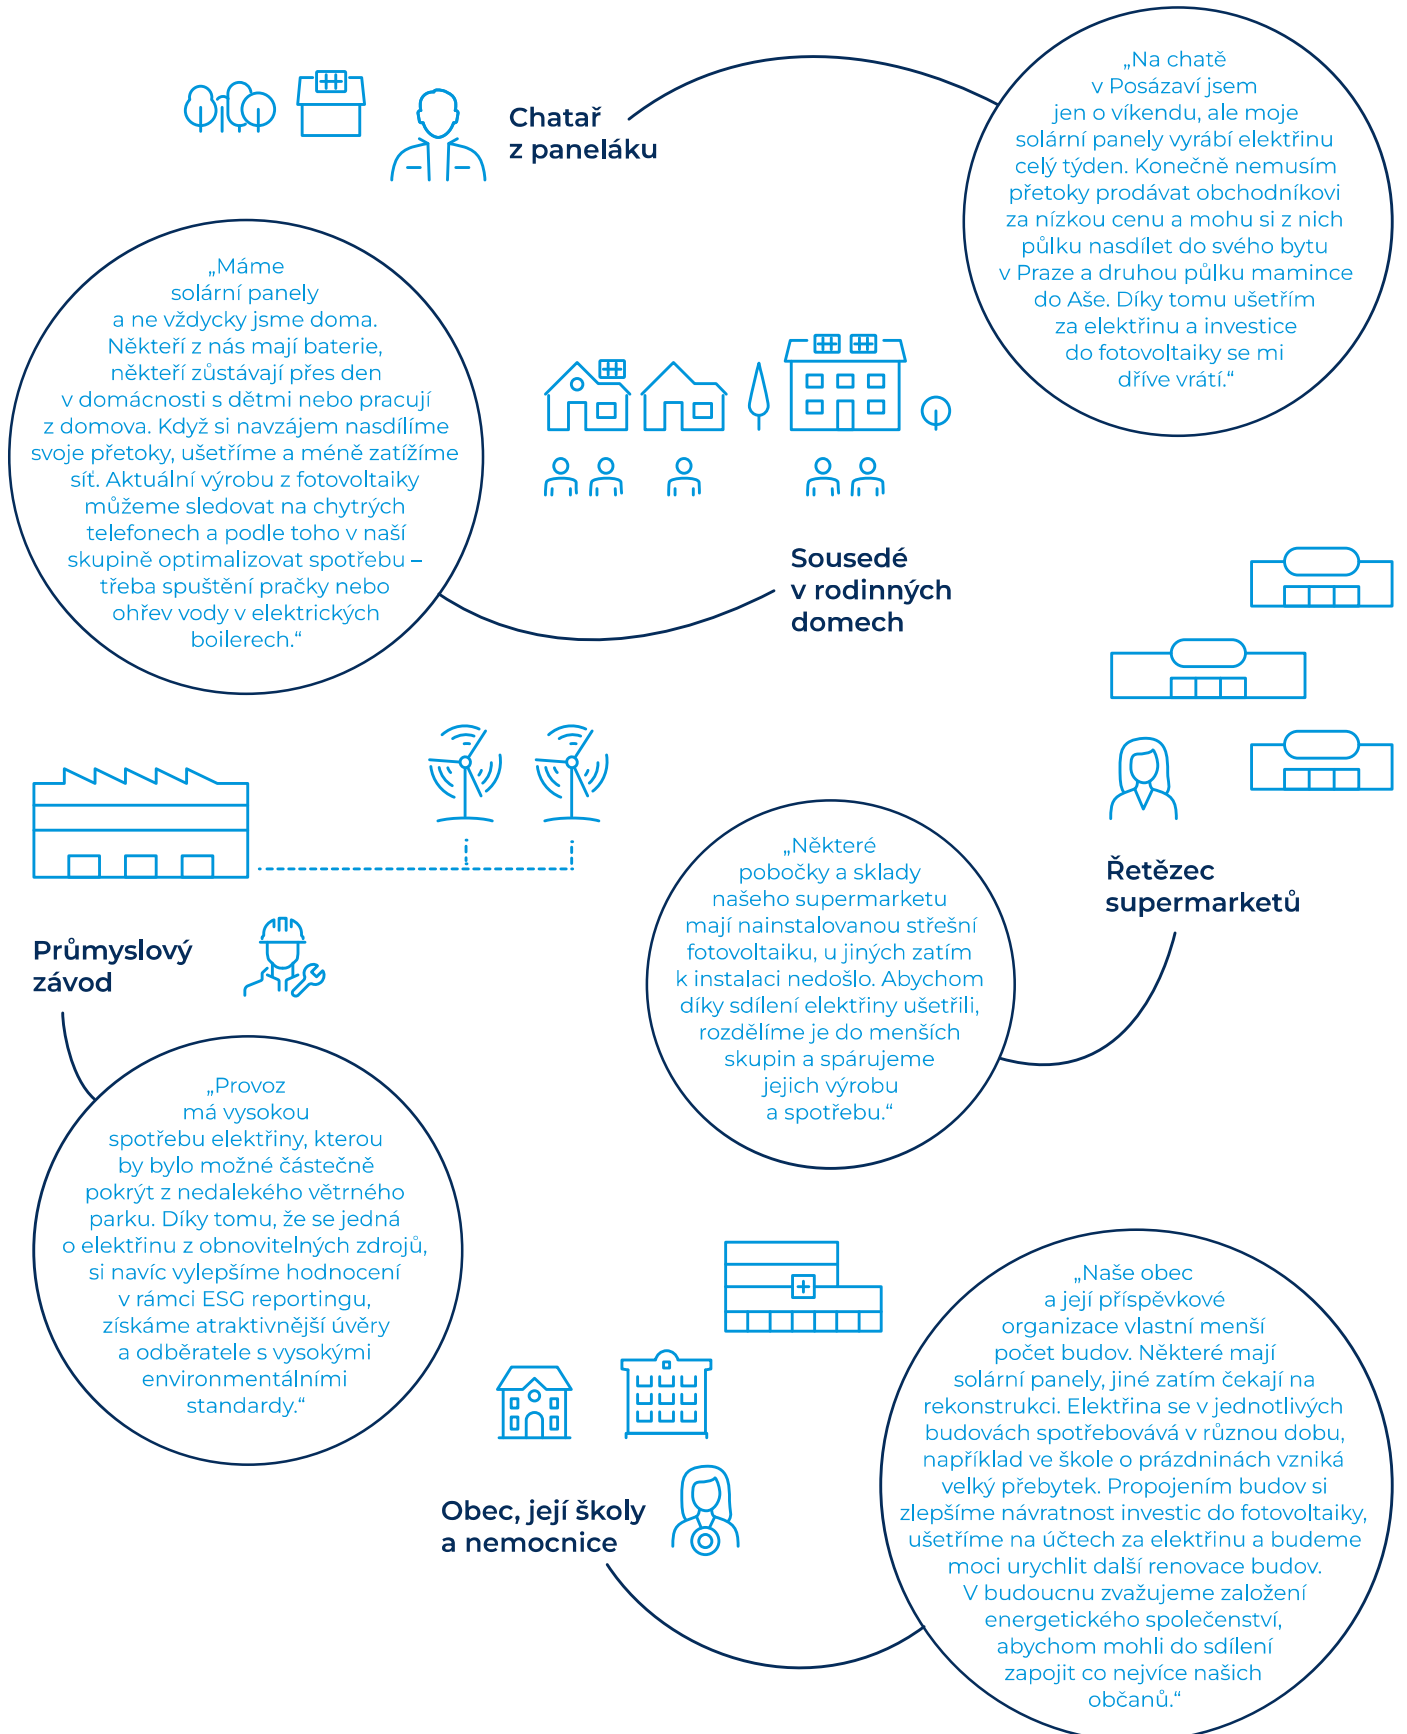 Chatař
z paneláku
„Na chatě
v Posázaví jsem
jen o víkendu, ale moje
solární panely vyrábí elektřinu
celý týden. Konečně nemusím
přetoky prodávat obchodníkovi
za nízkou cenu a mohu si z nich
půlku nasdílet do svého bytu
v Praze a druhou půlku mamince
do Aše. Díky tomu ušetřím
za elektřinu a investice
do fotovoltaiky se mi
dříve vrátí.“
„Máme
solární panely
a ne vždycky jsme doma.
Někteří z nás mají baterie,
někteří zůstávají přes den
v domácnosti s dětmi nebo pracují
z domova. Když si navzájem nasdílíme
svoje přetoky, ušetříme a méně zatížíme
síť. Aktuální výrobu z fotovoltaiky
můžeme sledovat na chytrých
telefonech a podle toho v naší
skupině optimalizovat spotřebu –
třeba spuštění pračky nebo
ohřev vody v elektrických
boilerech.“
Sousedé
v rodinných
domech
Řetězec
supermarketů
„Některé
pobočky a sklady
našeho supermarketu
mají nainstalovanou střešní
fotovoltaiku, u jiných zatím
k instalaci nedošlo. Abychom
díky sdílení elektřiny ušetřili,
rozdělíme je do menších
skupin a spárujeme
jejich výrobu
a spotřebu.“
Průmyslový
závod
„Provoz
má vysokou
spotřebu elektřiny, kterou
by bylo možné částečně
pokrýt z nedalekého větrného
parku. Díky tomu, že se jedná
o elektřinu z obnovitelných zdrojů,
si navíc vylepšíme hodnocení
v rámci ESG reportingu,
získáme atraktivnější úvěry
a odběratele s vysokými
environmentálními
standardy.“
Obec, její školy
a nemocnice
„Naše obec
a její příspěvkové
organizace vlastní menší
počet budov. Některé mají
solární panely, jiné zatím čekají na
rekonstrukci. Elektřina se v jednotlivých
budovách spotřebovává v různou dobu,
například ve škole o prázdninách vzniká
velký přebytek. Propojením budov si
zlepšíme návratnost investic do fotovoltaiky,
ušetříme na účtech za elektřinu a budeme
moci urychlit další renovace budov.
V budoucnu zvažujeme založení
energetického společenství,
abychom mohli do sdílení
zapojit co nejvíce našich
občanů.“